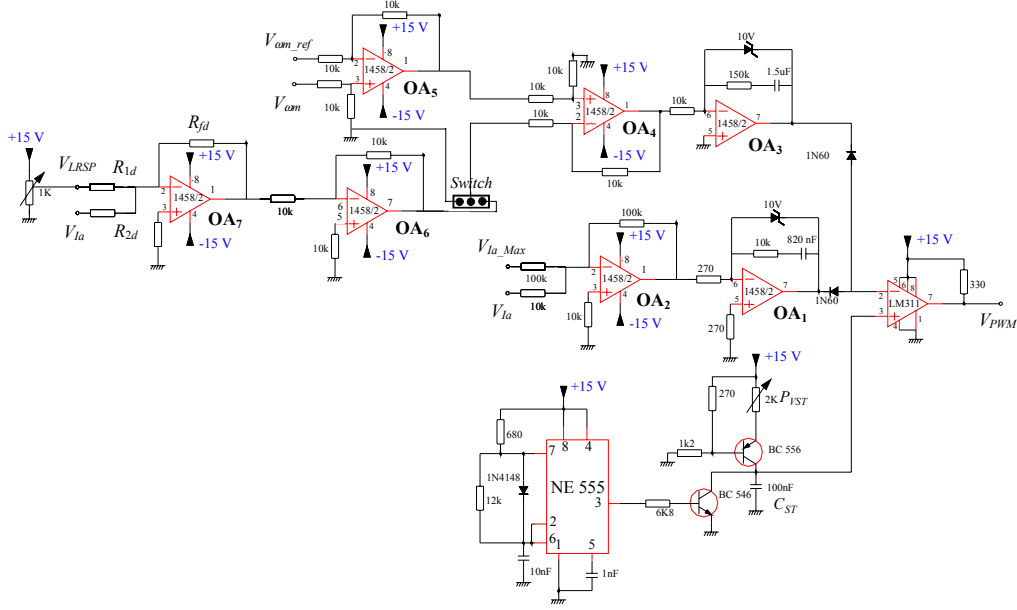 +15 V
10k
V_ωm_ref
8
10k
2
1
1458/2
3
4
V_ωm
10k
10k
OA5
-15 V
+15 V
10k
10k
3
8
1
1458/2
2
4
10k
OA4
-15 V
10k
10V
150k
1.5uF
10k
6
7
1458/2
5
OA3
1N60
+15 V
1K
V_LRSP
R_1d
V_Ia
R_2d
R_fd
+15 V
8
2
1
1458/2
3
4
OA7
-15 V
10k
10k
+15 V
8
6
7
1458/2
5
4
10k
OA6
-15 V
Switch
V_Ia_Max
100k
V_Ia
10k
100k
+15 V
8
2
1
1458/2
3
4
10k
OA2
-15 V
270
10V
10k
820 nF
6
7
1458/2
5
270
OA1
1N60
+15 V
5
6
8
2
7
LM311
3
4
1
330
V_PWM
+15 V
270
2K
P_VST
1k2
BC 556
100nF
C_ST
BC 546
6K8
+15 V
680
7
8
4
1N4148
12k
NE 555
3
2
6
1
5
10nF
1nF